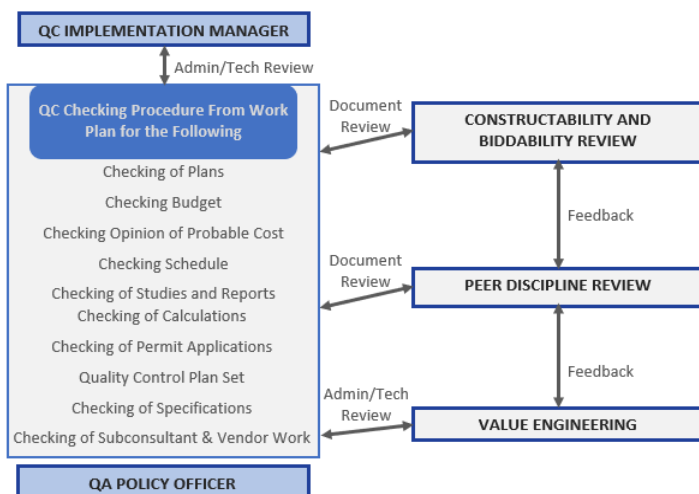 QC IMPLEMENTATION MANAGER
Admin/Tech Review
QC Checking Procedure From Work
Plan for the Following
Checking of Plans
Checking Budget
Checking Opinion of Probable Cost
Checking Schedule
Checking of Studies and Reports
Checking of Calculations
Checking of Permit Applications
Quality Control Plan Set
Checking of Specifications
Checking of Subconsultant & Vendor Work
QA POLICY OFFICER
Document
Review
CONSTRUCTABILITY AND
BIDDABILITY REVIEW
Feedback
Document
Review
PEER DISCIPLINE REVIEW
Feedback
Admin/Tech
Review
VALUE ENGINEERING